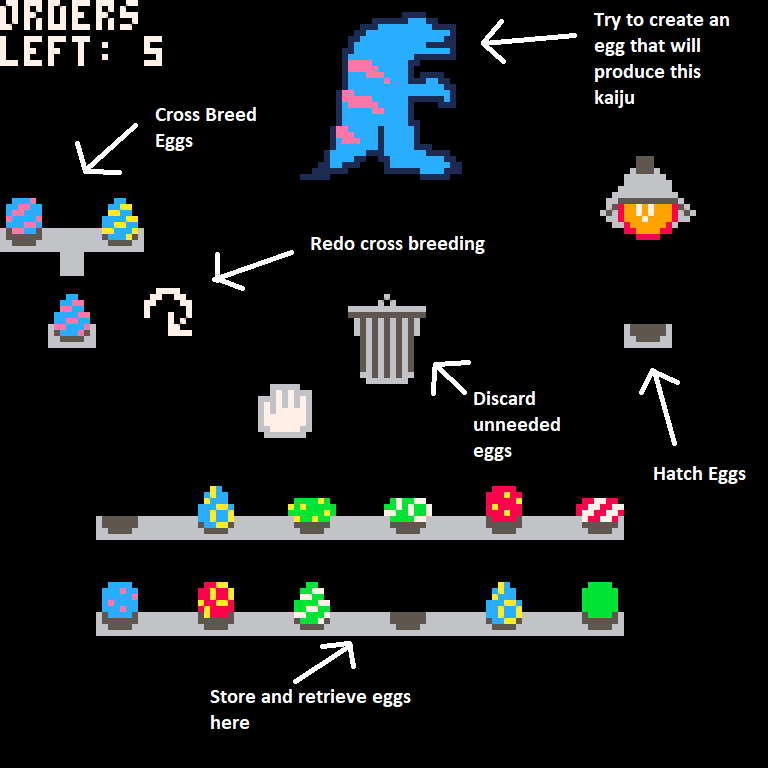 ORDERS
LEFT: 5
Try to create an
egg that will
produce this
kaiju
Cross Breed
Eggs
Redo cross breeding
Discard
unneeded
eggs
Hatch Eggs
Store and retrieve eggs
here